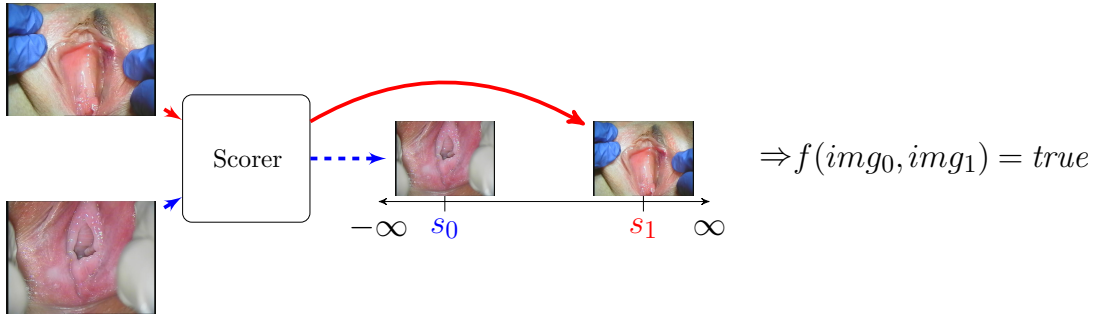 Scorer
⇒f(img₀, img₁) = true
−∞ s₀ s₁ ∞